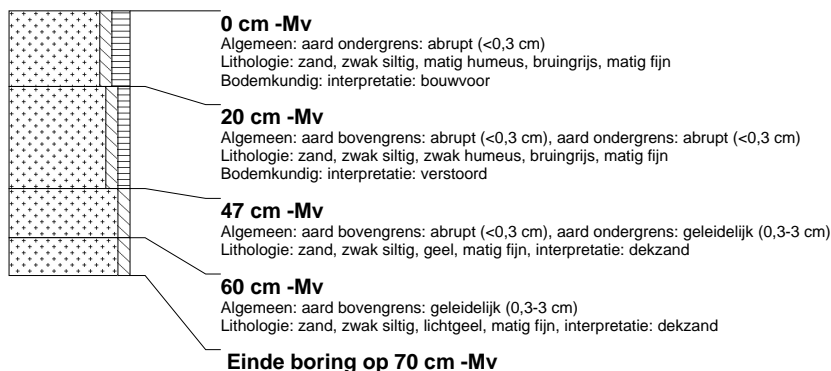 0 cm -Mv
Algemeen: aard ondergrens: abrupt (<0,3 cm)
Lithologie: zand, zwak siltig, matig humeus, bruingrijs, matig fijn
Bodemkundig: interpretatie: bouwvoor
20 cm -Mv
Algemeen: aard bovengrens: abrupt (<0,3 cm), aard ondergrens: abrupt (<0,3 cm)
Lithologie: zand, zwak siltig, zwak humeus, bruingrijs, matig fijn
Bodemkundig: interpretatie: verstoord
47 cm -Mv
Algemeen: aard bovengrens: abrupt (<0,3 cm), aard ondergrens: geleidelijk (0,3-3 cm)
Lithologie: zand, zwak siltig, geel, matig fijn, interpretatie: dekzand
60 cm -Mv
Algemeen: aard bovengrens: geleidelijk (0,3-3 cm)
Lithologie: zand, zwak siltig, lichtgeel, matig fijn, interpretatie: dekzand
Einde boring op 70 cm -Mv